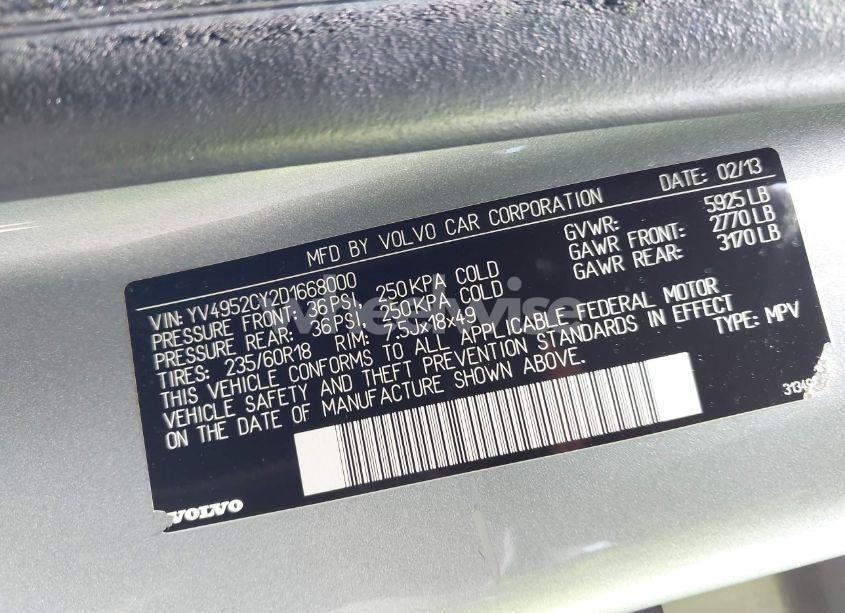 MFD BY VOLVO CAR CORPORATION DATE: 02/13
VIN: YV4952CY2D1668000 GVWR: 5925 LB
PRESSURE FRONT: 36 PSI, 250 KPA COLD GAWR FRONT: 2770 LB
PRESSURE REAR: 36 PSI, 250 KPA COLD GAWR REAR: 3170 LB
TIRES: 235/60R18 RIM: 7.5Jx18x49
THIS VEHICLE CONFORMS TO ALL APPLICABLE FEDERAL MOTOR
VEHICLE SAFETY AND THEFT PREVENTION STANDARDS IN EFFECT
ON THE DATE OF MANUFACTURE SHOWN ABOVE. TYPE: MPV
VOLVO
wheelwise